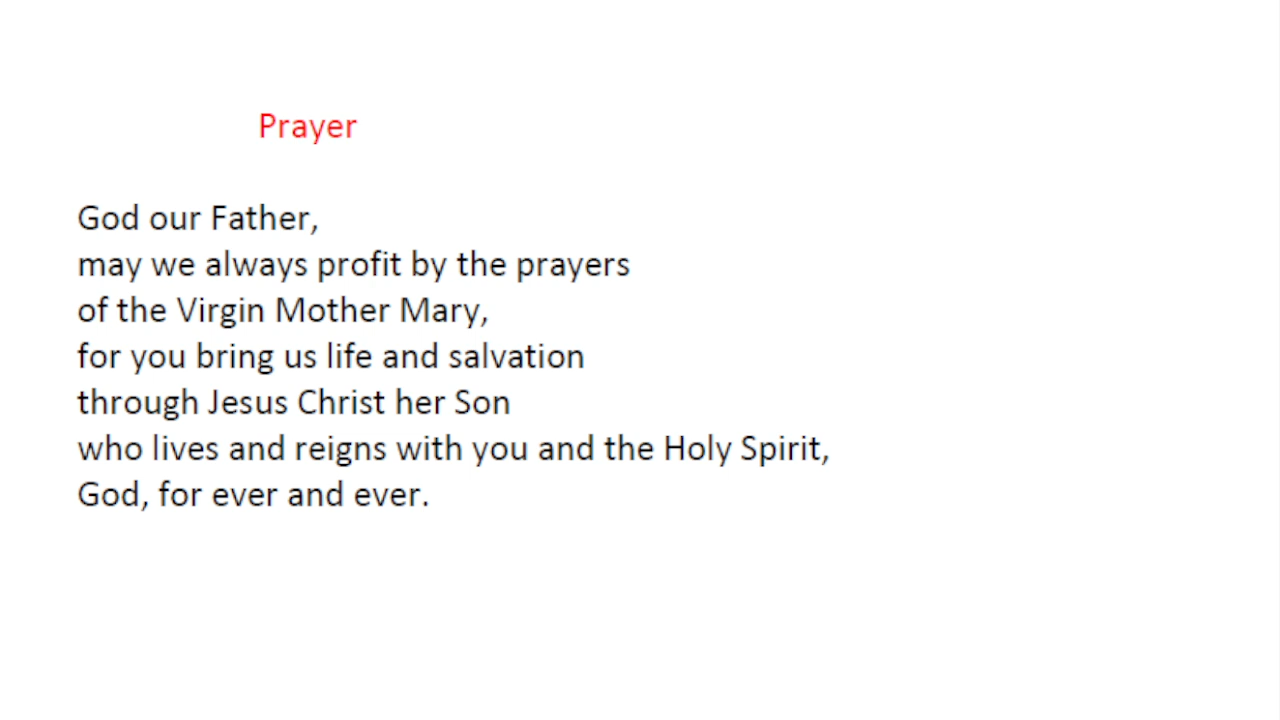 Prayer
God our Father,
may we always profit by the prayers
of the Virgin Mother Mary,
for you bring us life and salvation
through Jesus Christ her Son
who lives and reigns with you and the Holy Spirit,
God, for ever and ever.